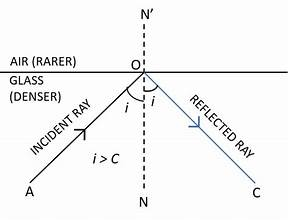 N’
AIR (RARER)
O
GLASS
(DENSER)
INCIDENT RAY
i
i
REFLECTED RAY
i > C
A
N
C